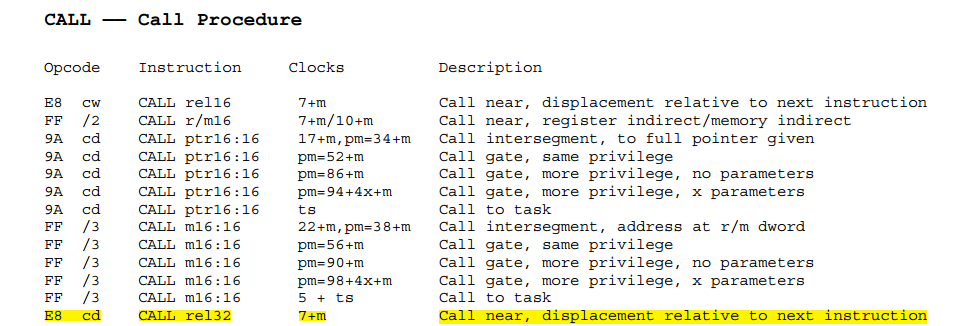 CALL — Call Procedure
Opcode Instruction Clocks Description
E8 cw CALL rel16 7+m Call near, displacement relative to next instruction
FF /2 CALL r/m16 7+m/10+m Call near, register indirect/memory indirect
9A cd CALL ptr16:16 17+m,pm=34+m Call intersegment, to full pointer given
9A cd CALL ptr16:16 pm=52+m Call gate, same privilege
9A cd CALL ptr16:16 pm=86+m Call gate, more privilege, no parameters
9A cd CALL ptr16:16 pm=94+4x+m Call gate, more privilege, x parameters
9A cd CALL ptr16:16 ts Call to task
FF /3 CALL m16:16 22+m,pm=38+m Call intersegment, address at r/m dword
FF /3 CALL m16:16 pm=56+m Call gate, same privilege
FF /3 CALL m16:16 pm=90+m Call gate, more privilege, no parameters
FF /3 CALL m16:16 pm=98+4x+m Call gate, more privilege, x parameters
FF /3 CALL m16:16 5 + ts Call to task
E8 cd CALL rel32 7+m Call near, displacement relative to next instruction